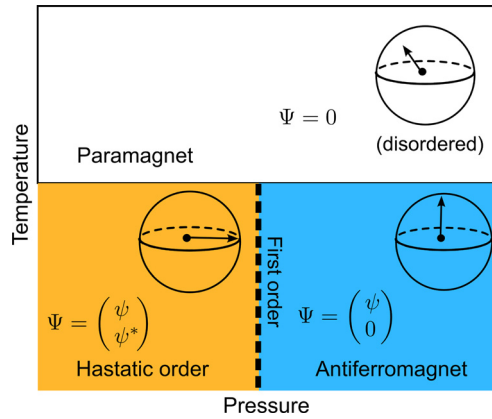 Temperature
Ψ = 0
(disordered)
Paramagnet
First order
Ψ = (ψ
ψ*)
Hastatic order
Ψ = (ψ
0)
Antiferromagnet
Pressure